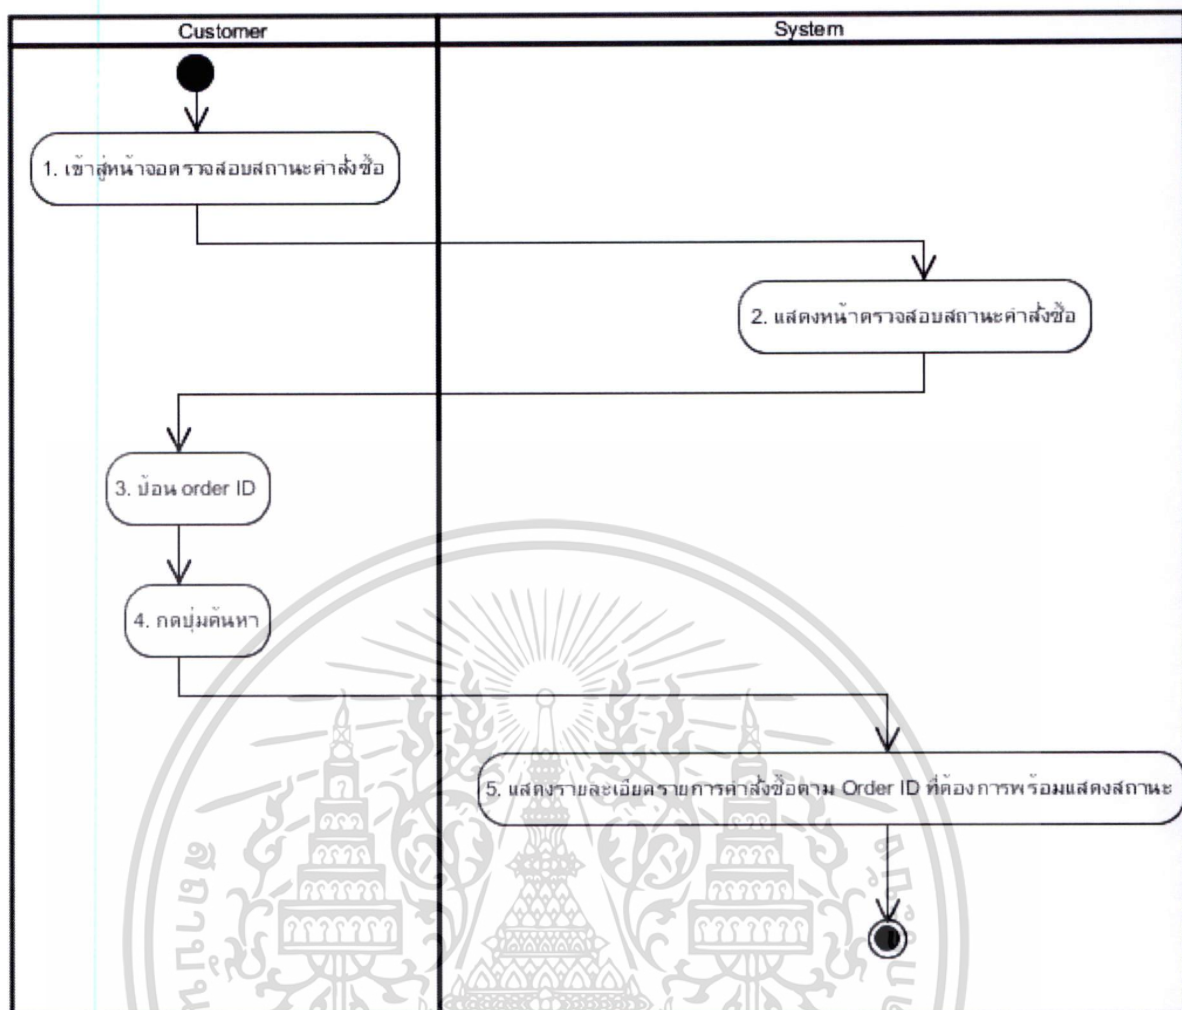 Customer
System
1. เข้าสู่หน้าจอตรวจสอบสถานะคำสั่งซื้อ
2. แสดงหน้าตรวจสอบสถานะคำสั่งซื้อ
3. ป้อน order ID
4. กดปุ่มค้นหา
5. แสดงรายละเอียดรายการคำสั่งซื้อตาม Order ID ที่ต้องการพร้อมแสดงสถานะ